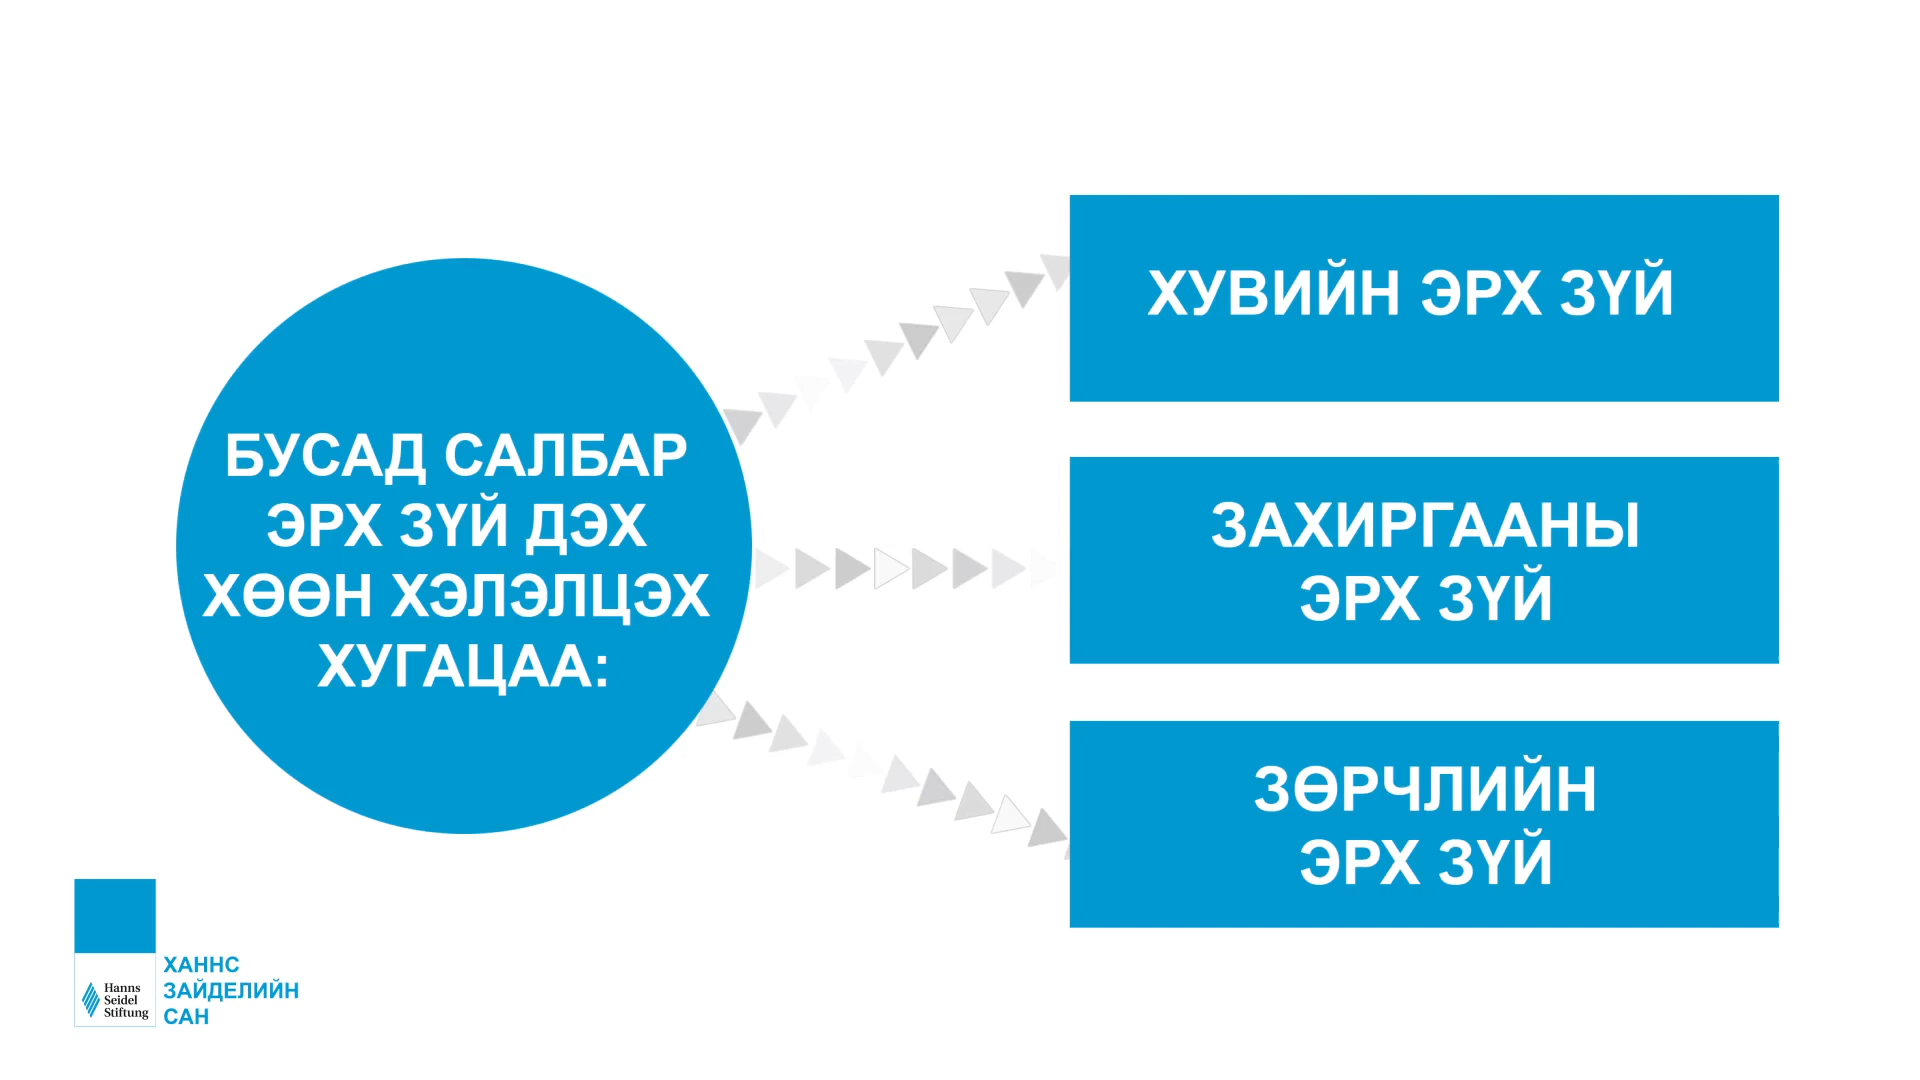 БУСАД САЛБАР
ЭРХ ЗҮЙ ДЭХ
ХӨӨН ХЭЛЭЛЦЭХ
ХУГАЦАА:
ХУВИЙН ЭРХ ЗҮЙ
ЗАХИРГААНЫ
ЭРХ ЗҮЙ
ЗӨРЧЛИЙН
ЭРХ ЗҮЙ
Hanns
Seidel
Stiftung
ХАННС
ЗАЙДЕЛИЙН
САН